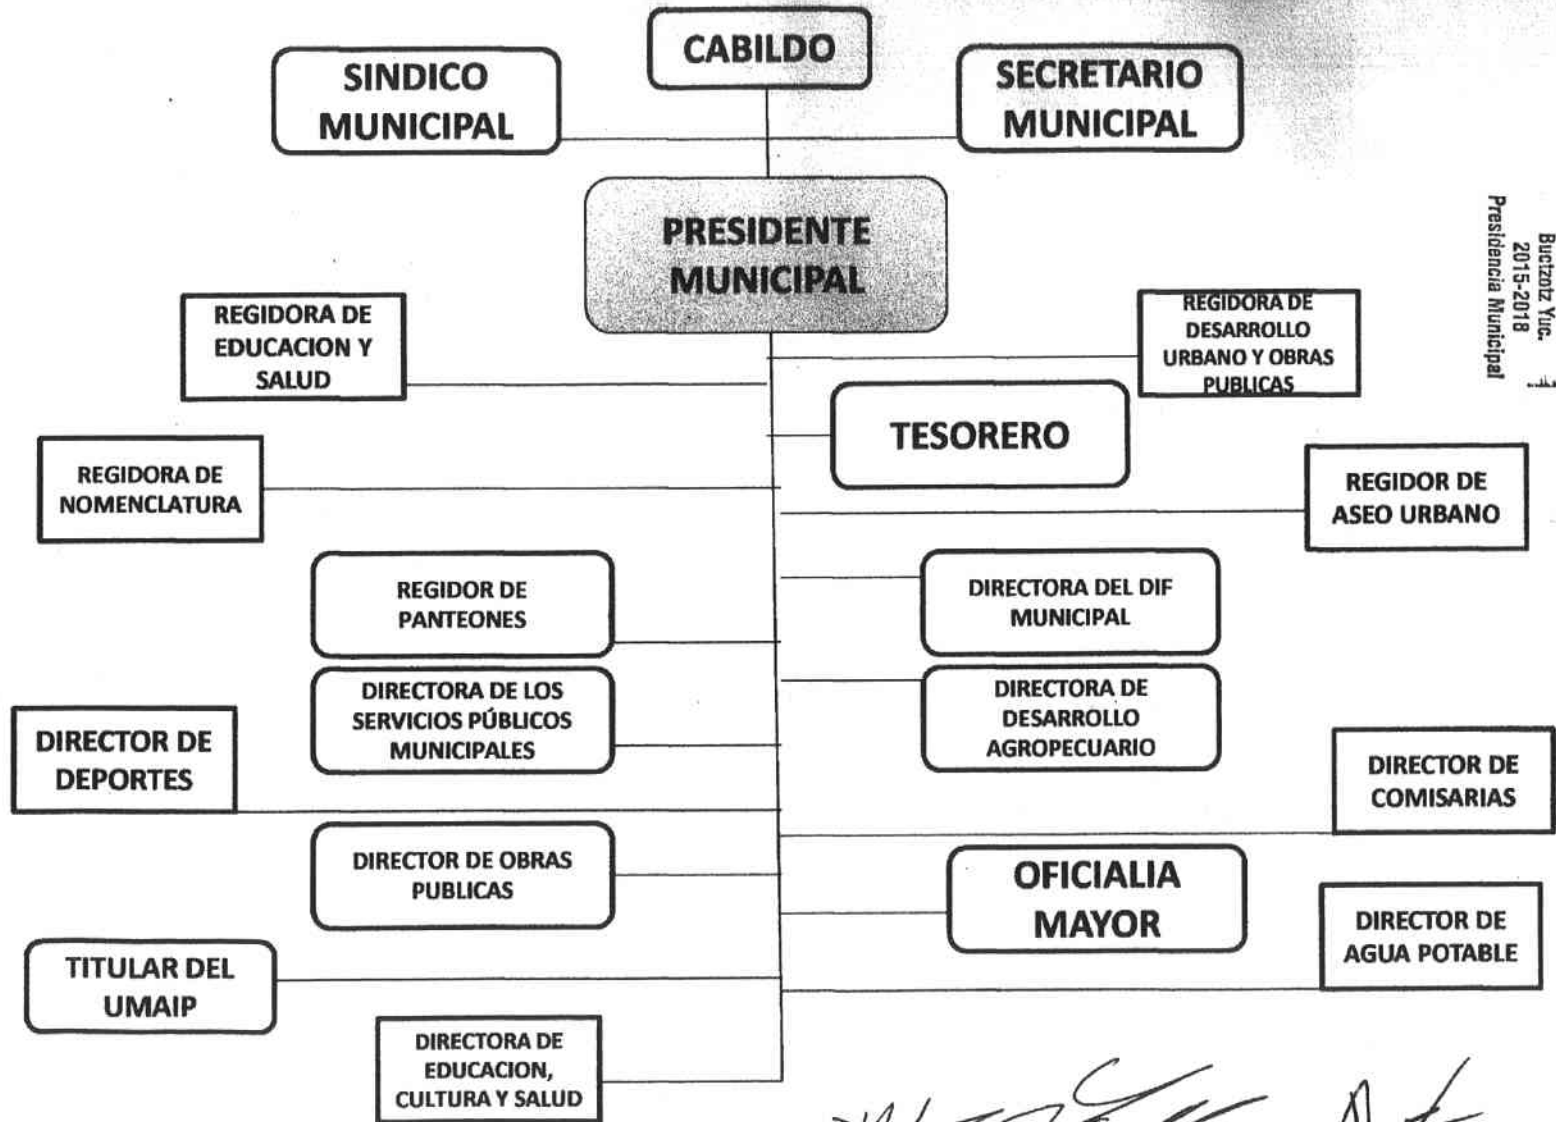 CABILDO
SINDICO
MUNICIPAL
SECRETARIO
MUNICIPAL
PRESIDENTE
MUNICIPAL
Buctzotz Yuc.
2015-2018
Presidencia Municipal
REGIDORA DE
EDUCACION Y
SALUD
REGIDORA DE
DESARROLLO
URBANO Y OBRAS
PUBLICAS
TESORERO
REGIDORA DE
NOMENCLATURA
REGIDOR DE
ASEO URBANO
REGIDOR DE
PANTEONES
DIRECTORA DEL DIF
MUNICIPAL
DIRECTORA DE LOS
SERVICIOS PÚBLICOS
MUNICIPALES
DIRECTORA DE
DESARROLLO
AGROPECUARIO
DIRECTOR DE
DEPORTES
DIRECTOR DE
COMISARIAS
DIRECTOR DE OBRAS
PUBLICAS
OFICIALIA
MAYOR
DIRECTOR DE
AGUA POTABLE
TITULAR DEL
UMAIP
DIRECTORA DE
EDUCACION,
CULTURA Y SALUD